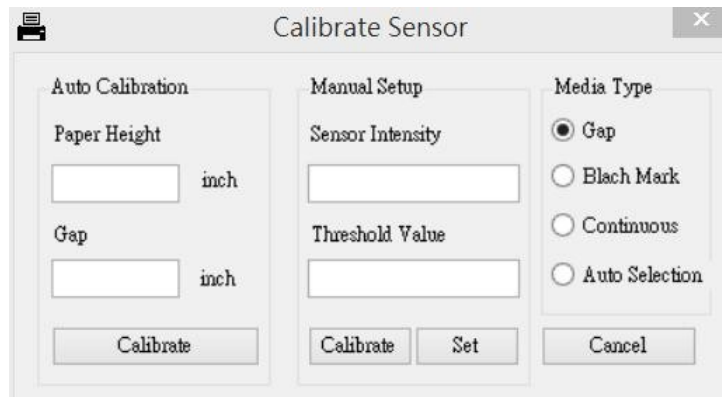 Calibrate Sensor
Auto Calibration
Paper Height
inch
Gap
inch
Calibrate
Manual Setup
Sensor Intensity
Threshold Value
Calibrate
Set
Media Type
Gap
Blach Mark
Continuous
Auto Selection
Cancel